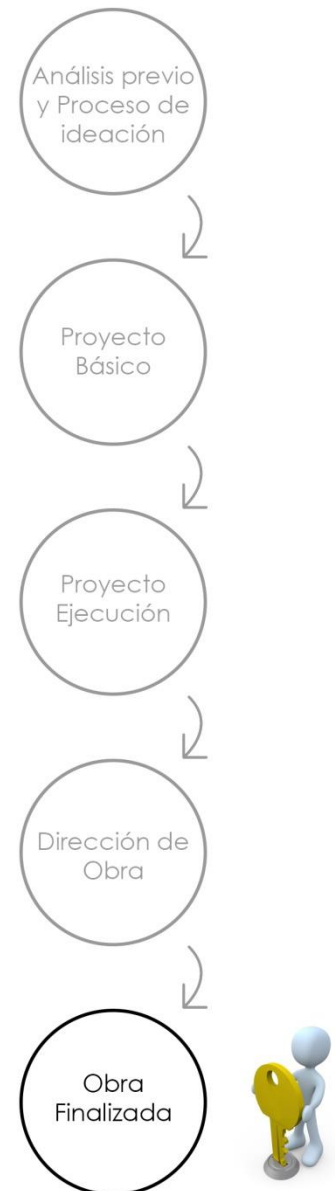 Análisis previo
y Proceso de
ideación
Proyecto
Básico
Proyecto
Ejecución
Dirección de
Obra
Obra
Finalizada